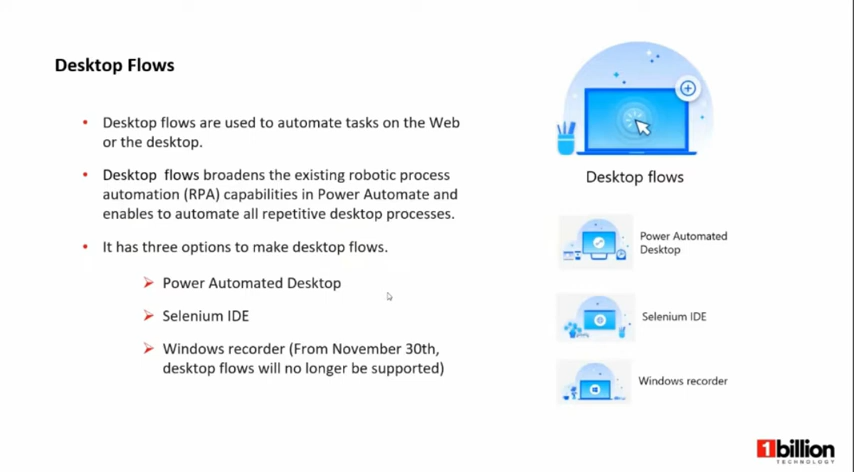 Desktop Flows
Desktop flows are used to automate tasks on the Web
or the desktop.
Desktop flows broadens the existing robotic process
automation (RPA) capabilities in Power Automate and
enables to automate all repetitive desktop processes.
It has three options to make desktop flows.
Power Automated Desktop
Selenium IDE
Windows recorder (From November 30th,
desktop flows will no longer be supported)
Desktop flows
Power Automated
Desktop
Selenium IDE
Windows recorder
1billion
TECHNOLOGY